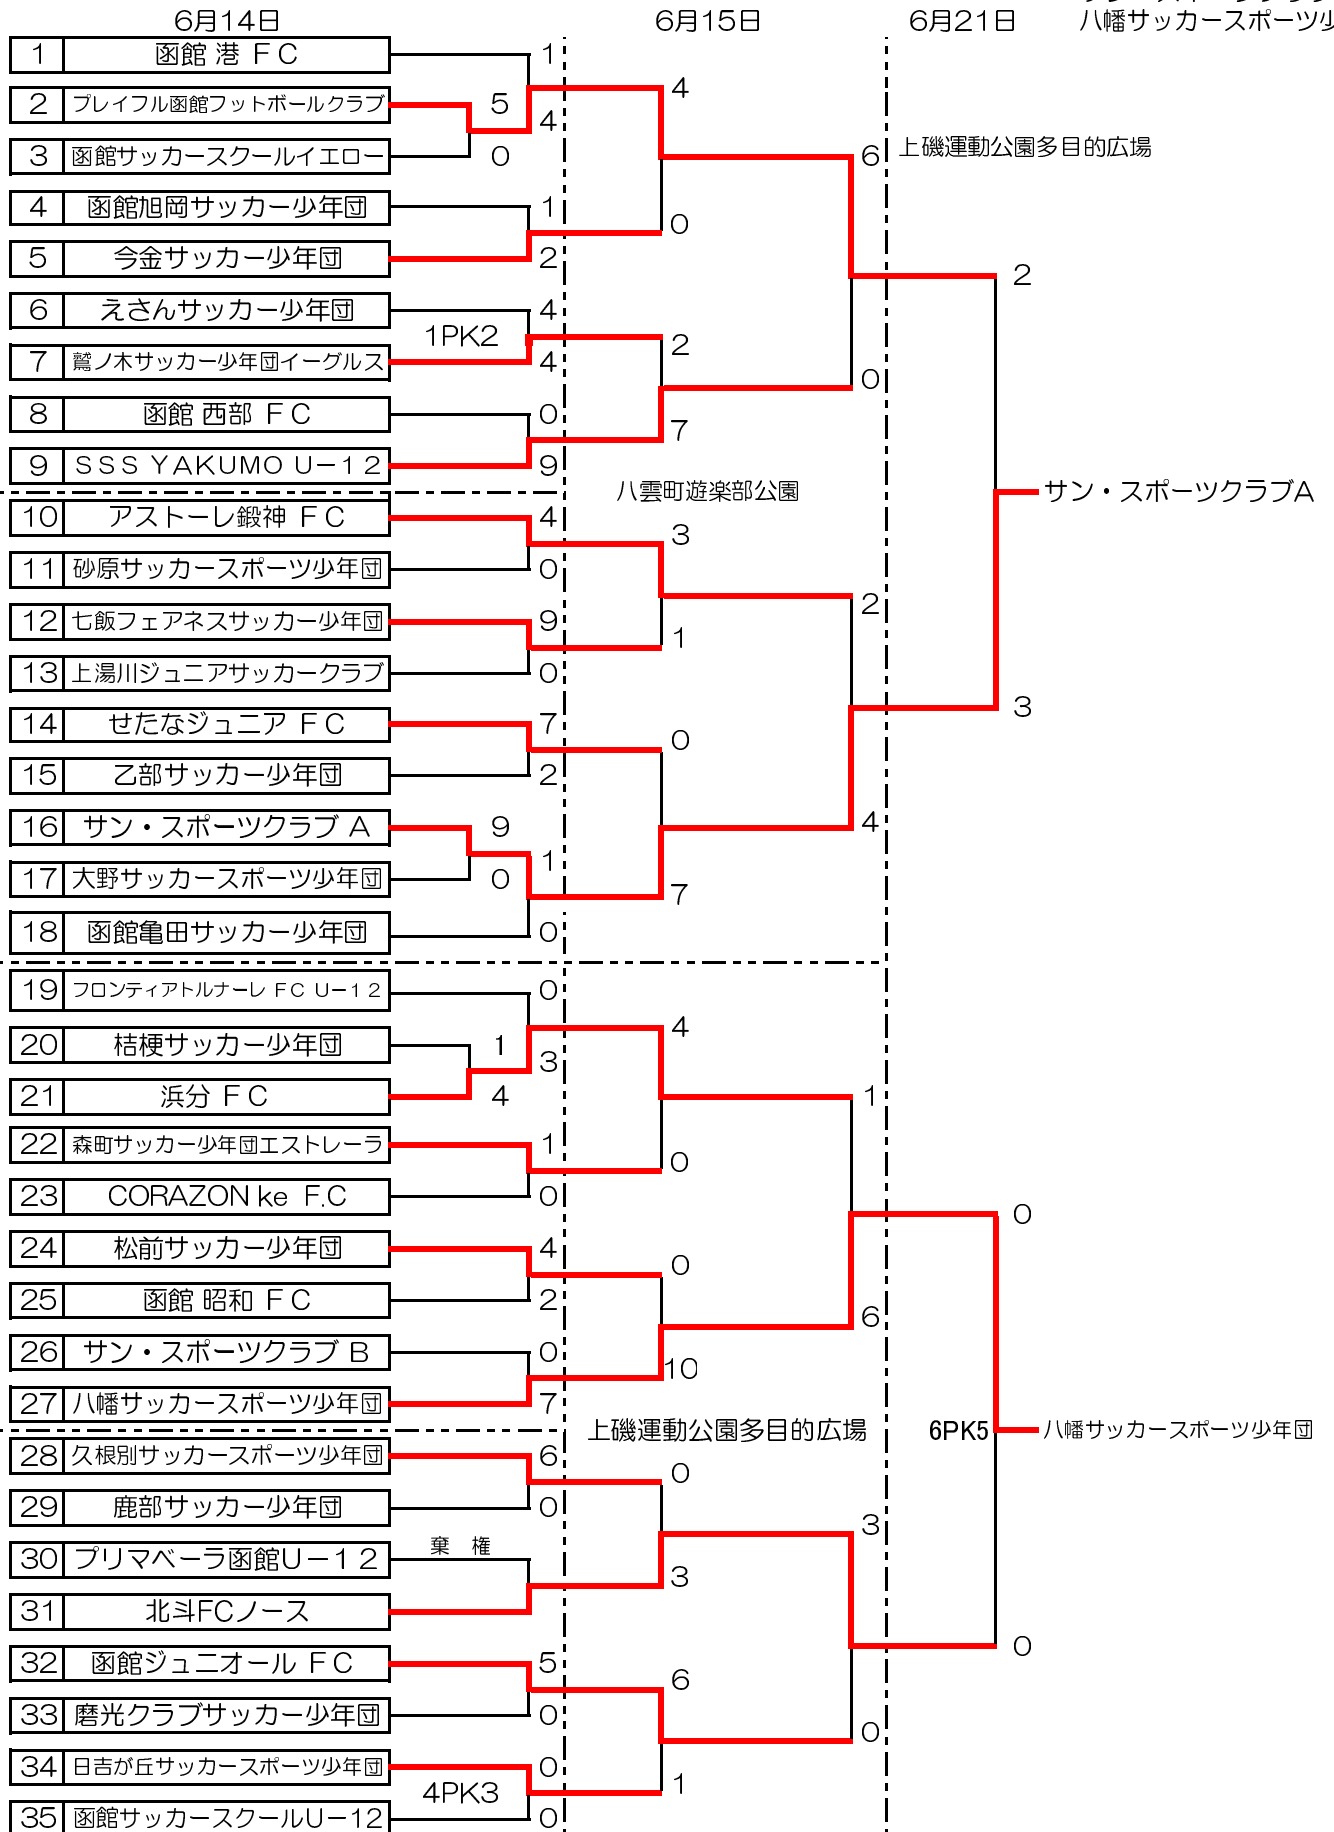 6月14日 6月15日 6月21日 八幡サッカースポーツ少
1 函館 港 ＦＣ 1
4
2 プレイフル函館フットボールクラブ 5
4
3 函館サッカースクールイエロー 0
6 上磯運動公園多目的広場
4 函館旭岡サッカー少年団 1
0
5 今金サッカー少年団 2
2
6 えさんサッカー少年団 4
1PK2
2
7 鷲ノ木サッカー少年団イーグルス 4
0
8 函館 西部 ＦＣ 0
7
9 ＳＳＳ ＹＡＫＵＭＯ Ｕ－１２ 9
八雲町遊楽部公園
サン・スポーツクラブA
10 アストーレ鍛神 ＦＣ 4
3
11 砂原サッカースポーツ少年団 0
2
12 七飯フェアネスサッカー少年団 9
1
13 上湯川ジュニアサッカークラブ 0
3
14 せたなジュニア ＦＣ 7
0
15 乙部サッカー少年団 2
16 サン・スポーツクラブ Ａ 9
4
1
17 大野サッカースポーツ少年団 0
7
18 函館亀田サッカー少年団 0
19 フロンティアトルナーレ ＦＣ Ｕ－１２ 0
4
20 桔梗サッカー少年団 1
3
21 浜分 ＦＣ 4
1
22 森町サッカー少年団エストレーラ 1
0
23 CORAZON ke F.C 0
0
24 松前サッカー少年団 4
0
25 函館 昭和 ＦＣ 2
6
26 サン・スポーツクラブ Ｂ 0
10
27 八幡サッカースポーツ少年団 7
上磯運動公園多目的広場
6PK5 八幡サッカースポーツ少年団
28 久根別サッカースポーツ少年団 6
0
29 鹿部サッカー少年団 0
3
棄 権
30 プリマベーラ函館Ｕ－１２
3
31 北斗FCノース
0
32 函館ジュニオール ＦＣ 5
6
33 磨光クラブサッカー少年団 0
0
34 日吉が丘サッカースポーツ少年団 0
1
4PK3
35 函館サッカースクールU－12 0